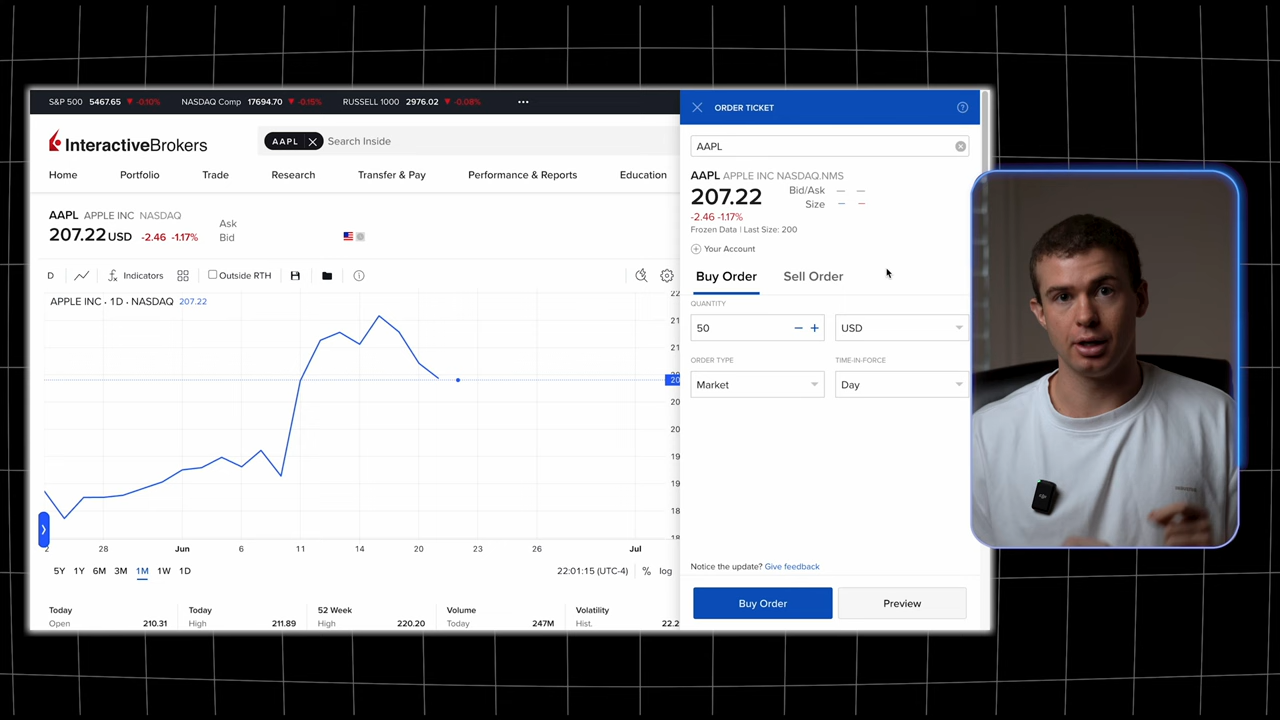 S&P 500 5467.65 ▼ -0.10% NASDAQ Comp 17694.70 ▼ -0.15% RUSSELL 1000 2976.02 ▼ -0.08% •••
InteractiveBrokers
AAPL Search Inside
Home Portfolio Trade Research Transfer & Pay Performance & Reports Education
AAPL APPLE INC NASDAQ
207.22 USD -2.46 -1.17%
Ask
Bid
D Indicators Outside RTH
APPLE INC · 1D · NASDAQ 207.22
28 Jun 6 11 14 20 23 26 Jul
5Y 1Y 6M 3M 1M 1W 1D 22:01:15 (UTC-4) % log
Today Today 52 Week Volume Volatility
Open 210.31 High 211.89 High 220.20 Today 247M Hist.
ORDER TICKET
AAPL
AAPL APPLE INC NASDAQ.NMS
207.22
Bid/Ask — —
Size – –
-2.46 -1.17%
Frozen Data | Last Size: 200
Your Account
Buy Order Sell Order
QUANTITY
50 − + USD
ORDER TYPE TIME-IN-FORCE
Market Day
Notice the update? Give feedback
Buy Order Preview